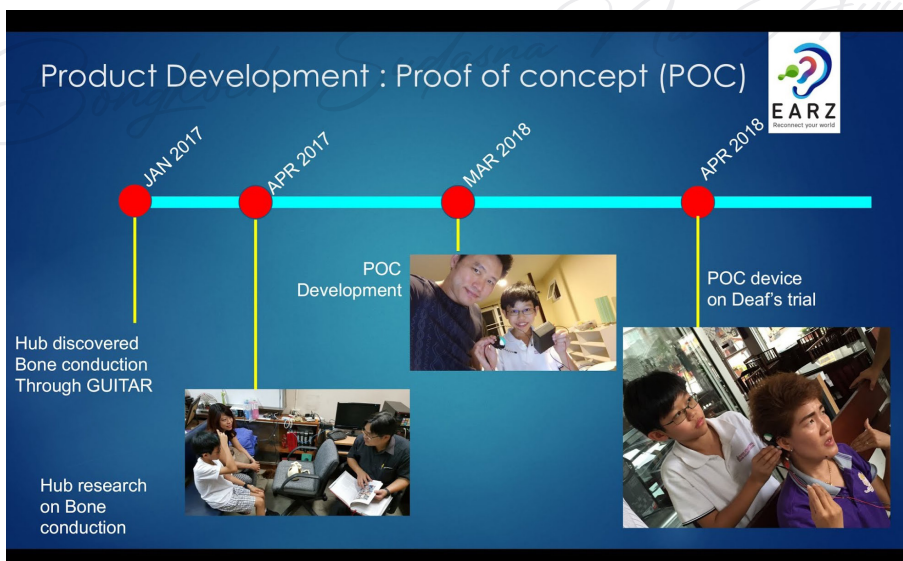 Product Development : Proof of concept (POC)
EARZ
Reconnect your world
JAN 2017
APR 2017
MAR 2018
APR 2018
Hub discovered
Bone conduction
Through GUITAR
Hub research
on Bone
conduction
POC
Development
POC device
on Deaf's trial